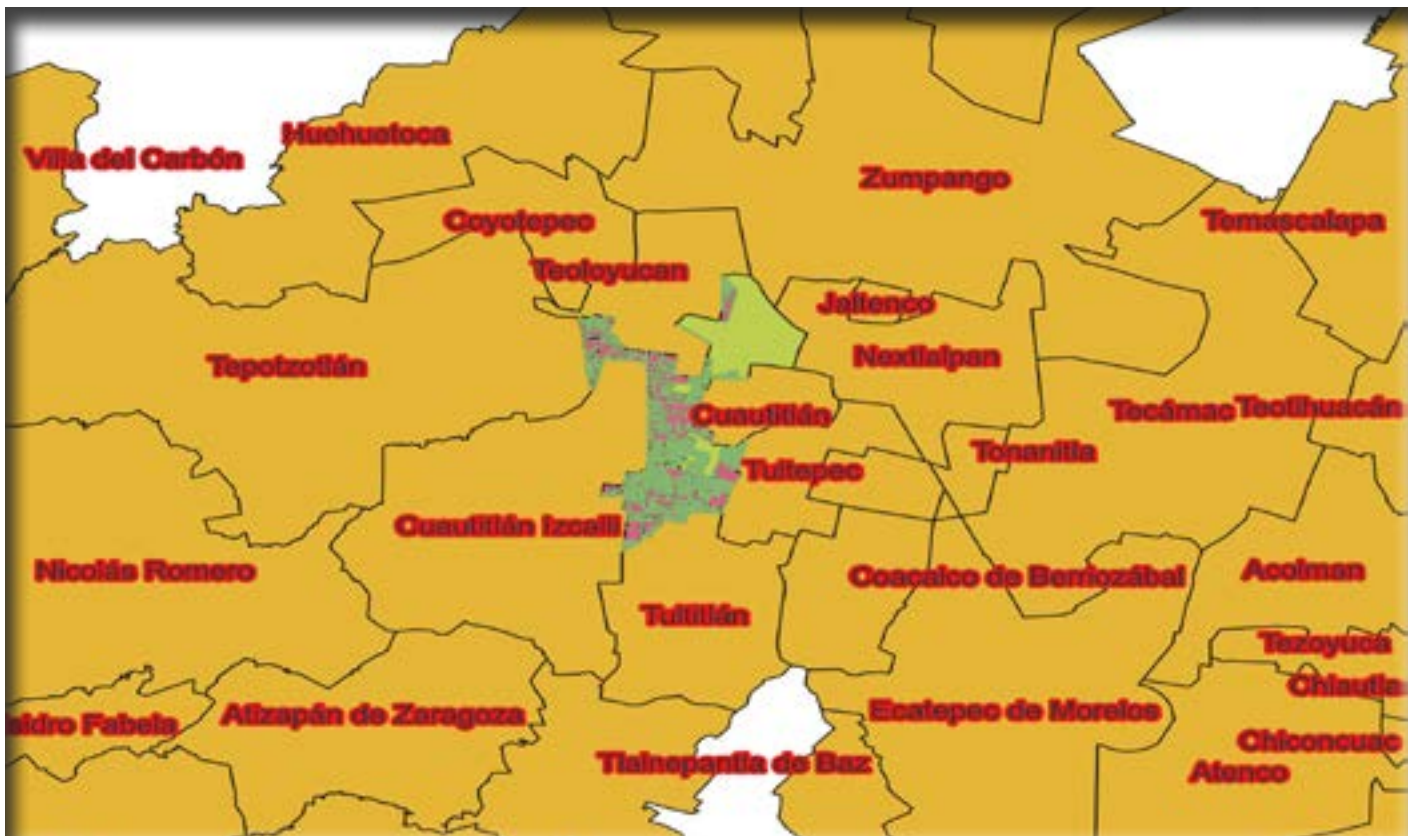 Huehuetoca
Villa del Carbón
Zumpango
Coyotepec
Temascalapa
Teoloyucan
Jaltenco
Tepotzotlán
Nextlalpan
Cuautitlán
Tecámac
Teotihuacán
Tonanitla
Tultepec
Cuautitlán Izcalli
Nicolás Romero
Coacalco de Berriozábal
Acolman
Tultitlán
Tezoyuca
Chiautla
sidro Fabela
Atizapán de Zaragoza
Ecatepec de Morelos
Chiconcuac
Tlalnepantla de Baz
Atenco